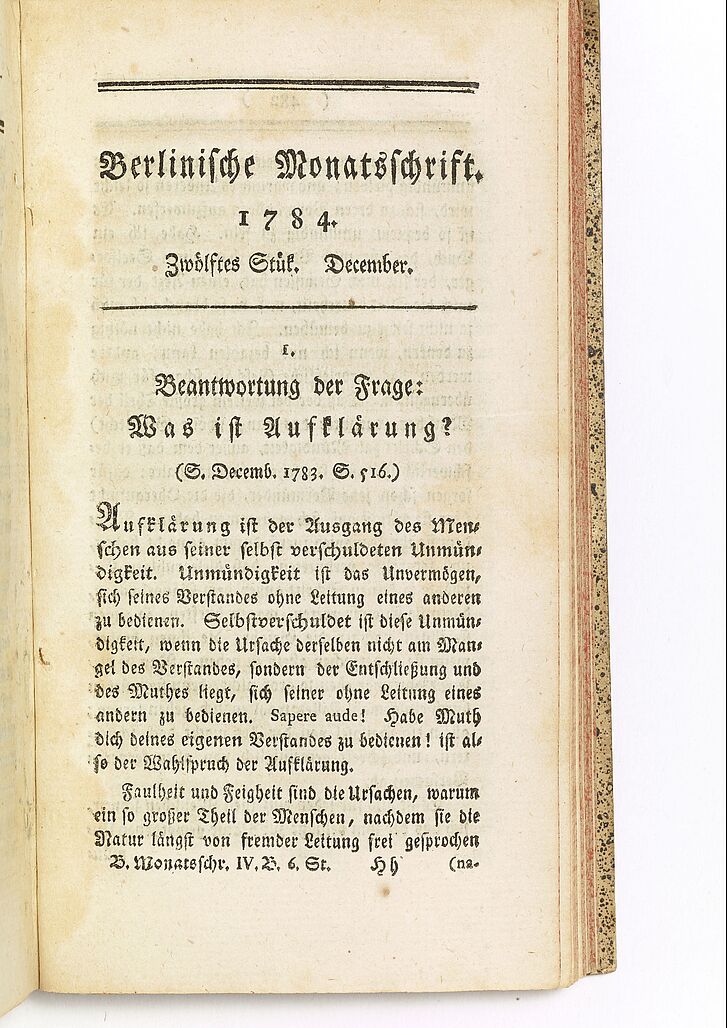 Berlinische Monatsschrift.
1784.
Zwölftes Stük. December.
1.
Beantwortung der Frage:
Was ist Aufklärung?
(S. Decemb. 1783. S. 516.)
Aufklärung ist der Ausgang des Men-
schen aus seiner selbst verschuldeten Unmün-
digkeit. Unmündigkeit ist das Unvermögen,
sich seines Verstandes ohne Leitung eines anderen
zu bedienen. Selbstverschuldet ist diese Unmün-
digkeit, wenn die Ursache derselben nicht am Man-
gel des Verstandes, sondern der Entschließung und
des Muthes liegt, sich seiner ohne Leitung eines
andern zu bedienen. Sapere aude! Habe Muth
dich deines eigenen Verstandes zu bedienen! ist al-
so der Wahlspruch der Aufklärung.
Faulheit und Feigheit sind die Ursachen, warum
ein so großer Theil der Menschen, nachdem sie die
Natur längst von fremder Leitung frei gesprochen
B. Monatsschr. IV. B. 6. St. Hh (na-